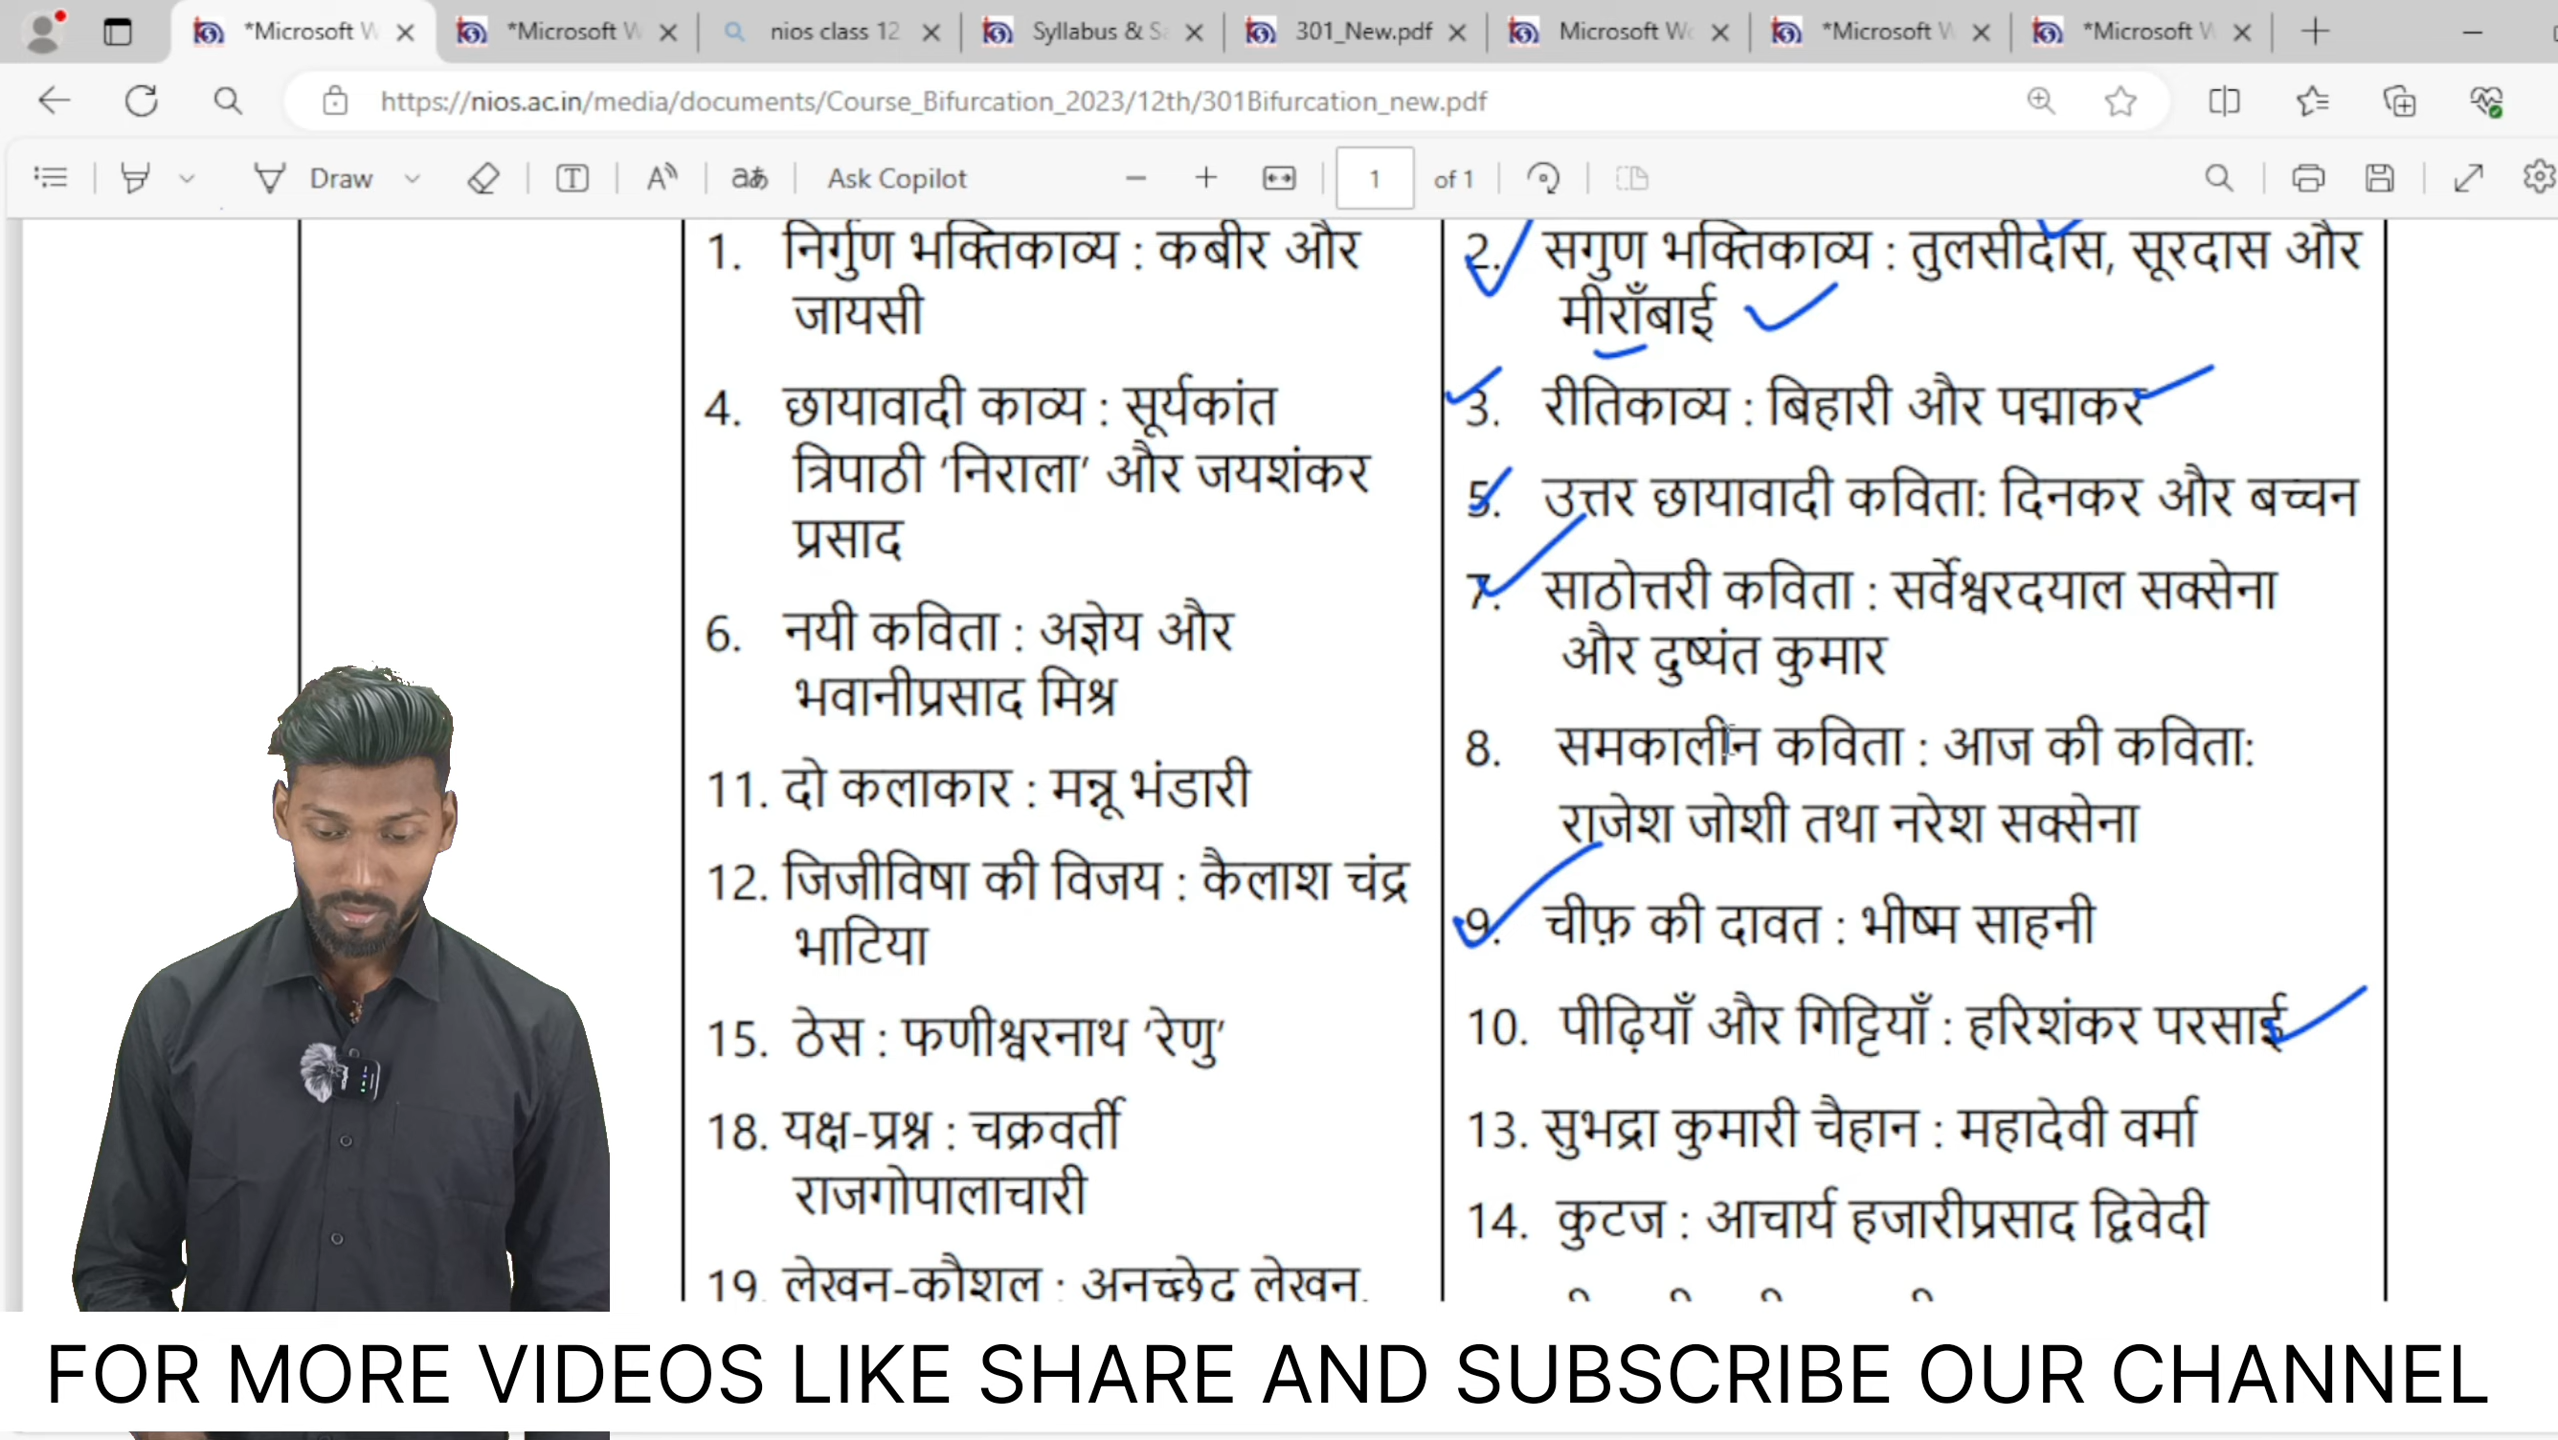 *Microsoft W
*Microsoft W
nios class 12
Syllabus & Sa
301_New.pdf
Microsoft Wo
*Microsoft W
*Microsoft W
https://nios.ac.in/media/documents/Course_Bifurcation_2023/12th/301Bifurcation_new.pdf
Draw
Ask Copilot
1
of 1
1. निर्गुण भक्तिकाव्य : कबीर और
जायसी
4. छायावादी काव्य : सूर्यकांत
त्रिपाठी ‘निराला’ और जयशंकर
प्रसाद
6. नयी कविता : अज्ञेय और
भवानीप्रसाद मिश्र
11. दो कलाकार : मन्नू भंडारी
12. जिजीविषा की विजय : कैलाश चंद्र
भाटिया
15. ठेस : फणीश्वरनाथ ‘रेणु’
18. यक्ष-प्रश्न : चक्रवर्ती
राजगोपालाचारी
19. लेखन-कौशल : अनुच्छेद लेखन,
2. सगुण भक्तिकाव्य : तुलसीदास, सूरदास और
मीराँबाई
3. रीतिकाव्य : बिहारी और पद्माकर
5. उत्तर छायावादी कविता: दिनकर और बच्चन
7. साठोत्तरी कविता : सर्वेश्वरदयाल सक्सेना
और दुष्यंत कुमार
8. समकालीन कविता : आज की कविता:
राजेश जोशी तथा नरेश सक्सेना
9. चीफ़ की दावत : भीष्म साहनी
10. पीढ़ियाँ और गिट्टियाँ : हरिशंकर परसाई
13. सुभद्रा कुमारी चैहान : महादेवी वर्मा
14. कुटज : आचार्य हजारीप्रसाद द्विवेदी
FOR MORE VIDEOS LIKE SHARE AND SUBSCRIBE OUR CHANNEL